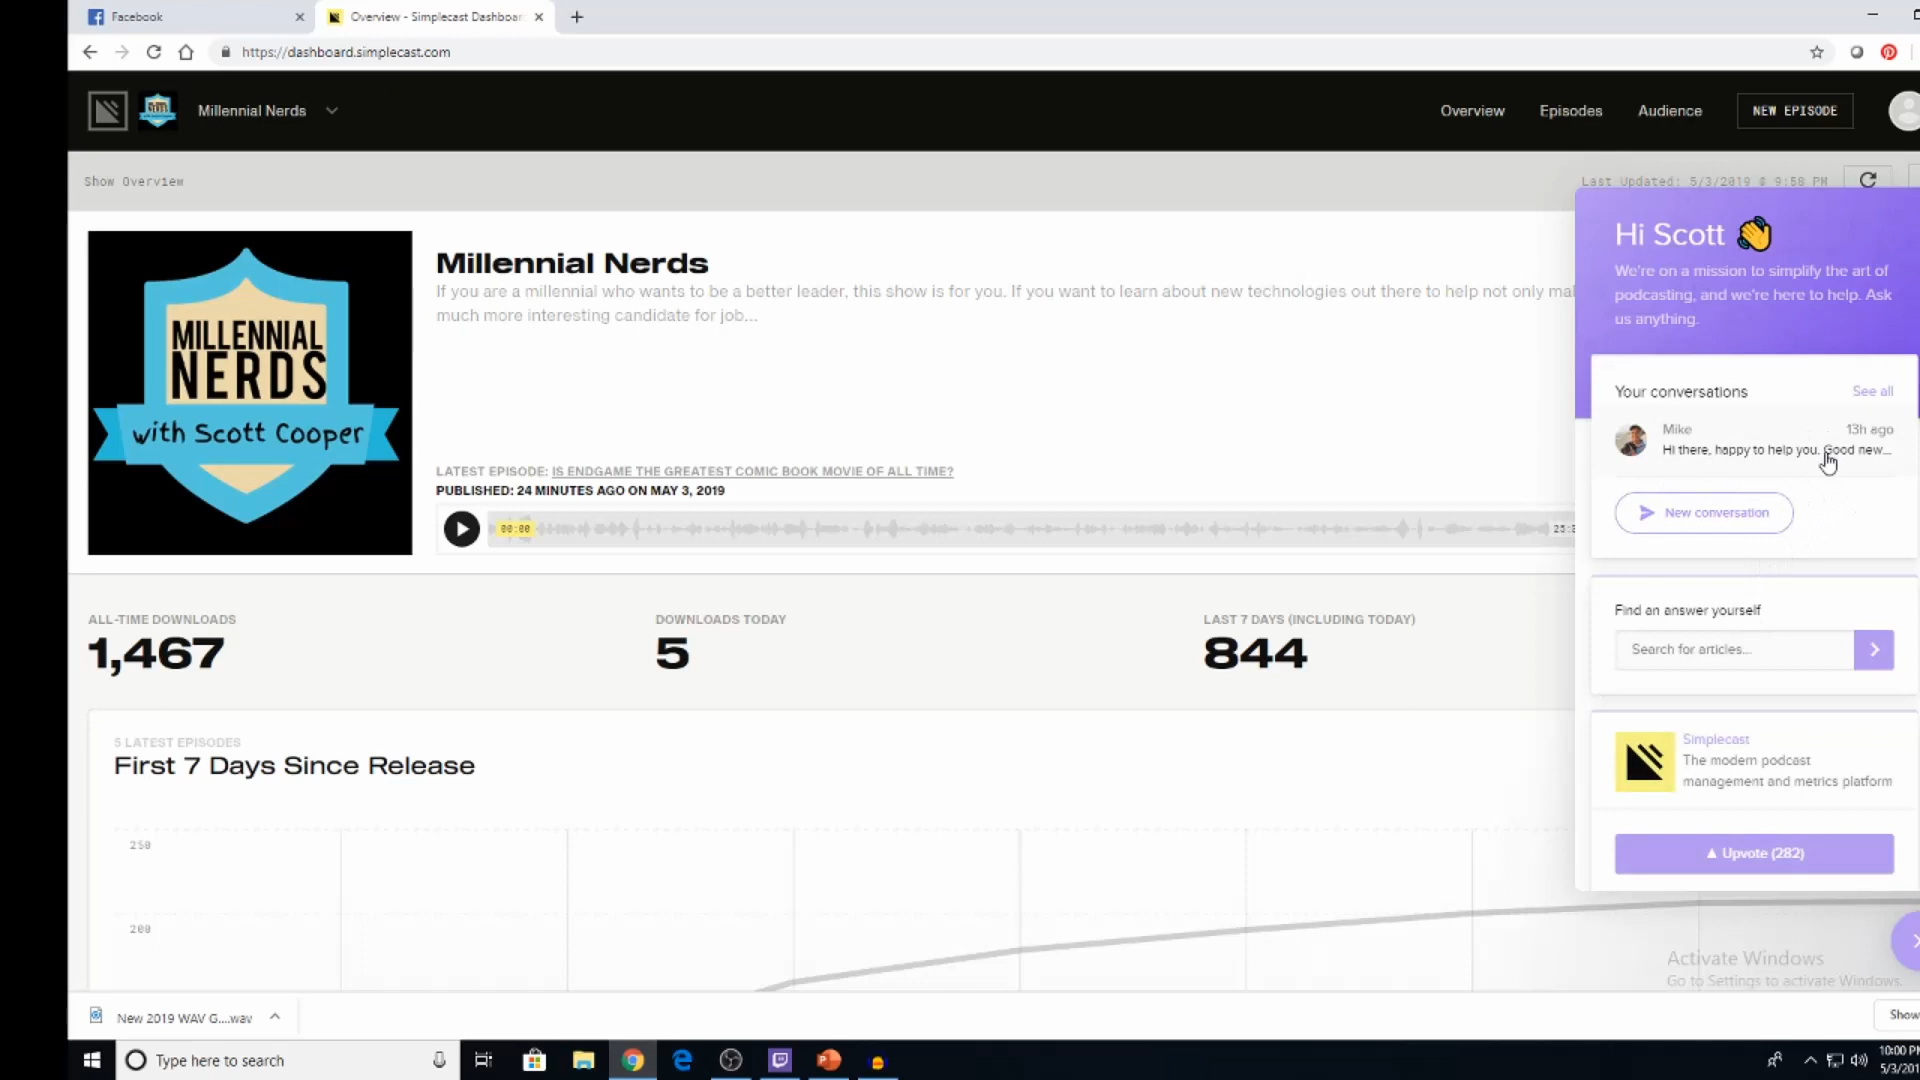 Facebook
Overview - Simplecast Dashboar
https://dashboard.simplecast.com
Millennial Nerds
Overview
Episodes
Audience
NEW EPISODE
Show Overview
Last Updated: 5/3/2019 @ 9:58 PM
MILLENNIAL
NERDS
with Scott Cooper
Millennial Nerds
If you are a millennial who wants to be a better leader, this show is for you. If you want to learn about new technologies out there to help not only mak
much more interesting candidate for job...
LATEST EPISODE: IS ENDGAME THE GREATEST COMIC BOOK MOVIE OF ALL TIME?
PUBLISHED: 24 MINUTES AGO ON MAY 3, 2019
00:00
ALL-TIME DOWNLOADS
1,467
DOWNLOADS TODAY
5
LAST 7 DAYS (INCLUDING TODAY)
844
5 LATEST EPISODES
First 7 Days Since Release
250
200
Hi Scott 👋
We're on a mission to simplify the art of
podcasting, and we're here to help. Ask
us anything.
Your conversations
See all
Mike
13h ago
Hi there, happy to help you. Good new...
New conversation
Find an answer yourself
Search for articles...
Simplecast
The modern podcast
management and metrics platform
▲ Upvote (282)
Activate Windows
Go to Settings to activate Windows.
New 2019 WAV G....wav
Show
Type here to search
10:00 PM
5/3/201